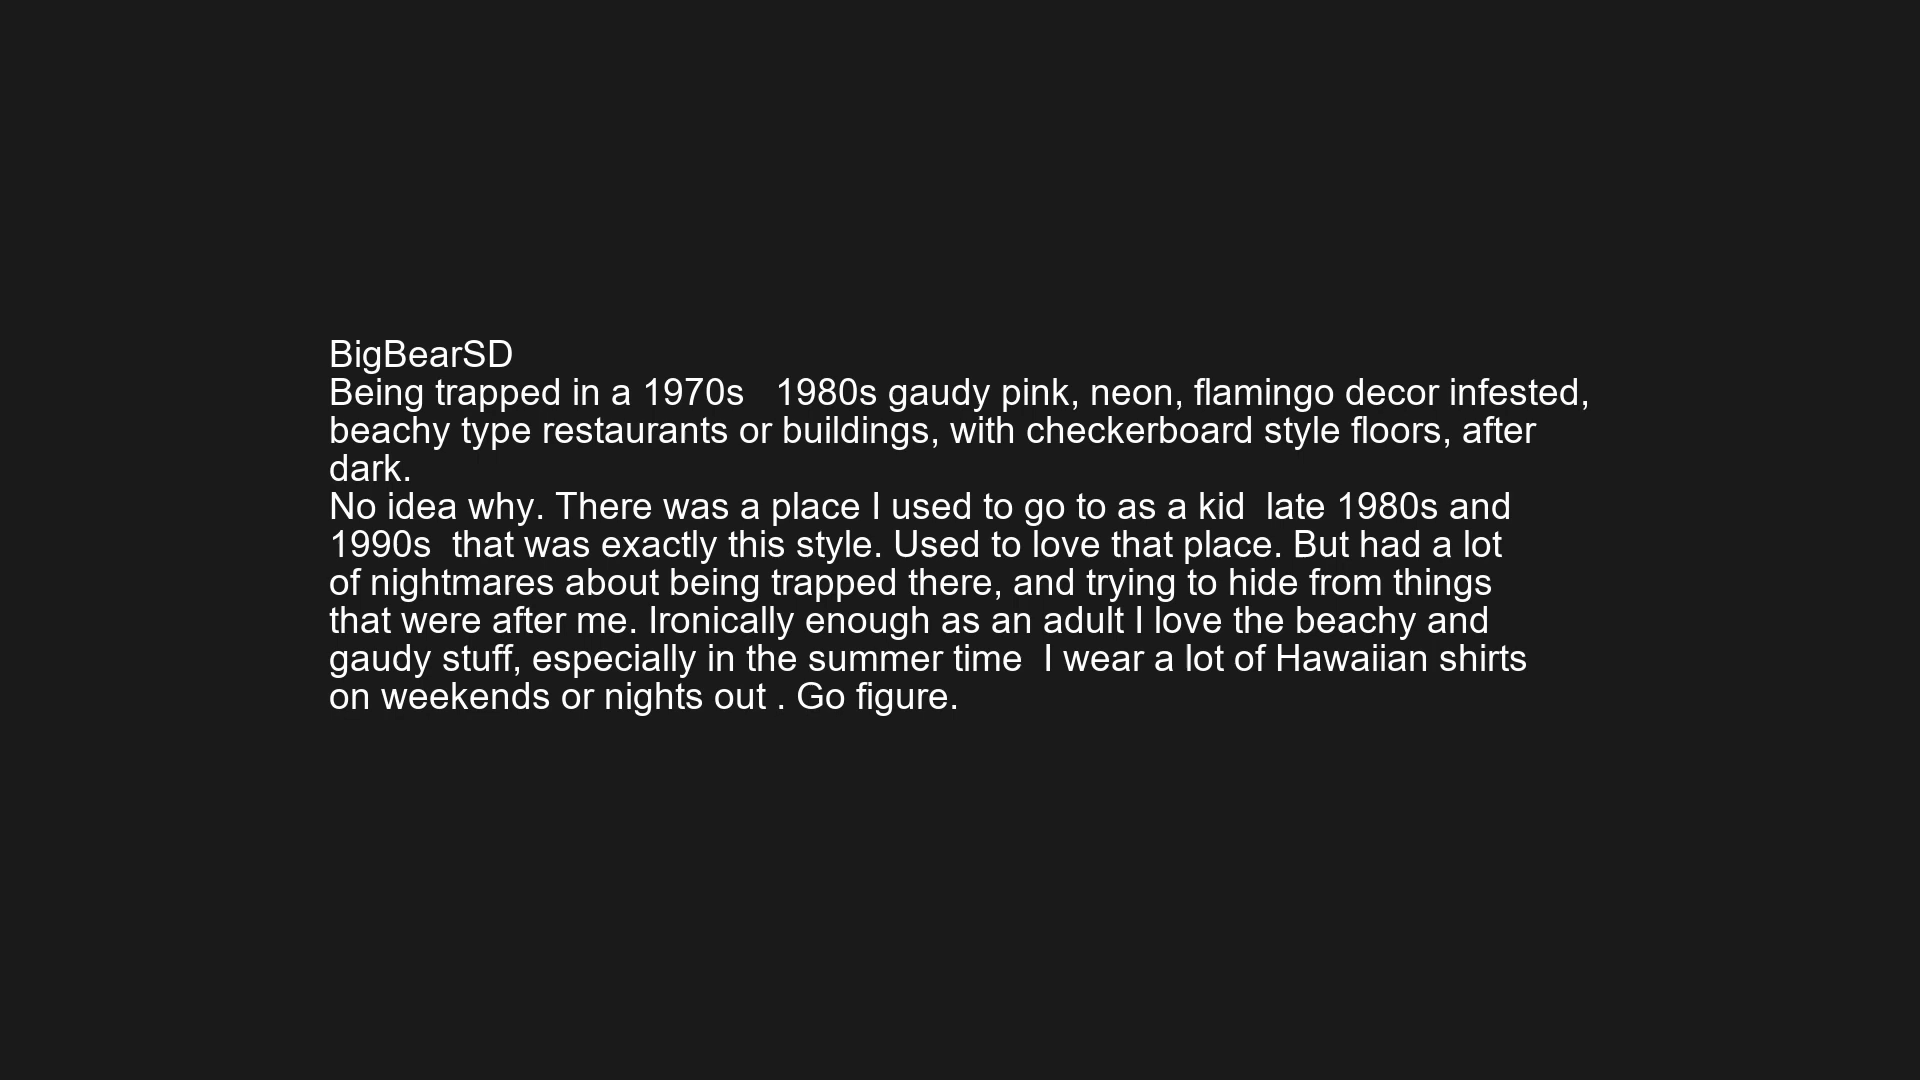 BigBearSD
Being trapped in a 1970s   1980s gaudy pink, neon, flamingo decor infested,
beachy type restaurants or buildings, with checkerboard style floors, after
dark.
No idea why. There was a place I used to go to as a kid  late 1980s and
1990s  that was exactly this style. Used to love that place. But had a lot
of nightmares about being trapped there, and trying to hide from things
that were after me. Ironically enough as an adult I love the beachy and
gaudy stuff, especially in the summer time  I wear a lot of Hawaiian shirts
on weekends or nights out . Go figure.